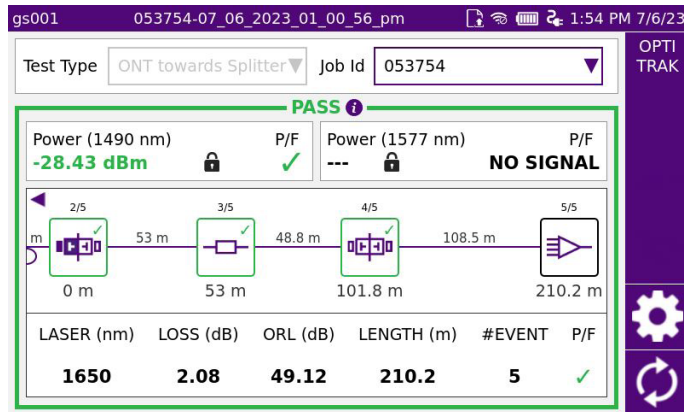 gs001 053754-07_06_2023_01_00_56_pm 1:54 PM 7/6/23
OPTI
TRAK
Test Type ONT towards Splitter Job Id 053754
PASS i
Power (1490 nm) P/F Power (1577 nm) P/F
-28.43 dBm ✓ --- NO SIGNAL
2/5 3/5 4/5 5/5
m 53 m 48.8 m 108.5 m
0 m 53 m 101.8 m 210.2 m
LASER (nm) LOSS (dB) ORL (dB) LENGTH (m) #EVENT P/F
1650 2.08 49.12 210.2 5 ✓